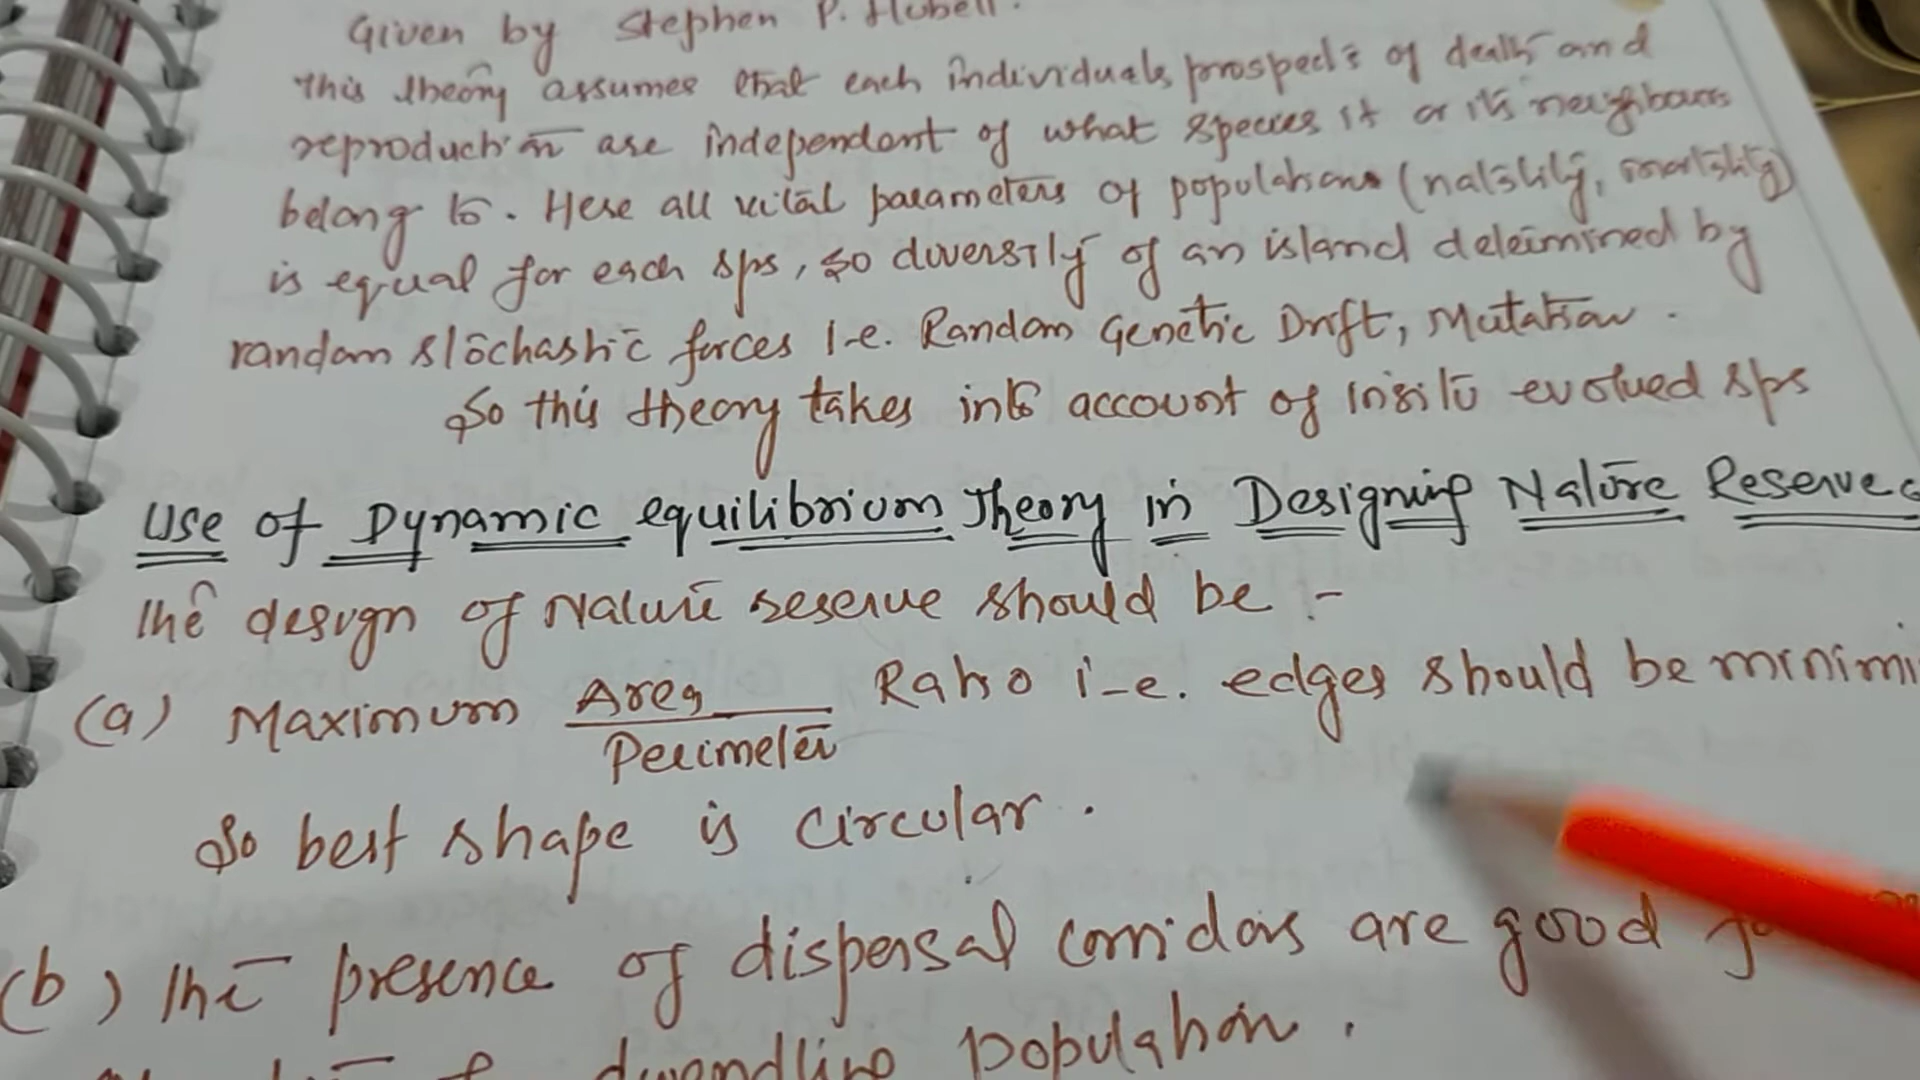 Given by Stephen P. Hubell.
This theory assumes that each individuals prospects of death and
reproduction are independent of what species it or its neighbours
belong to. Here all vital parameters of populations (natality, mortality)
is equal for each sps, so diversity of an island determined by
random stochastic forces i.e. Random Genetic Drift, Mutation.
So this theory takes into account of insitu evolved sps
Use of Dynamic equilibrium Theory in Designing Nature Reserves
The design of Nature reserve should be :-
(a) Maximum Area/Perimeter Ratio i.e. edges should be minimi
So best shape is circular.
(b) The presence of dispersal corridors are good
dwendling population.